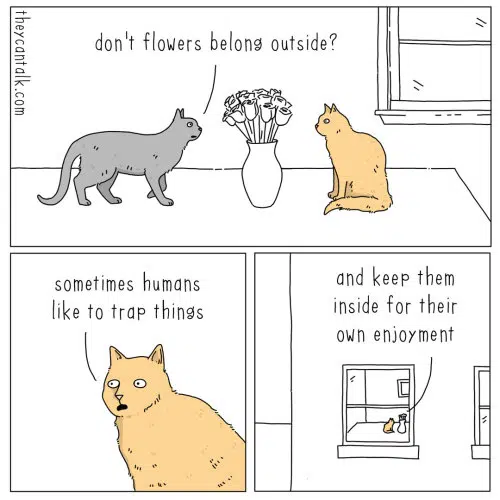 theycantalk.com
don't flowers belong outside?
sometimes humans
like to trap things
and keep them
inside for their
own enjoyment